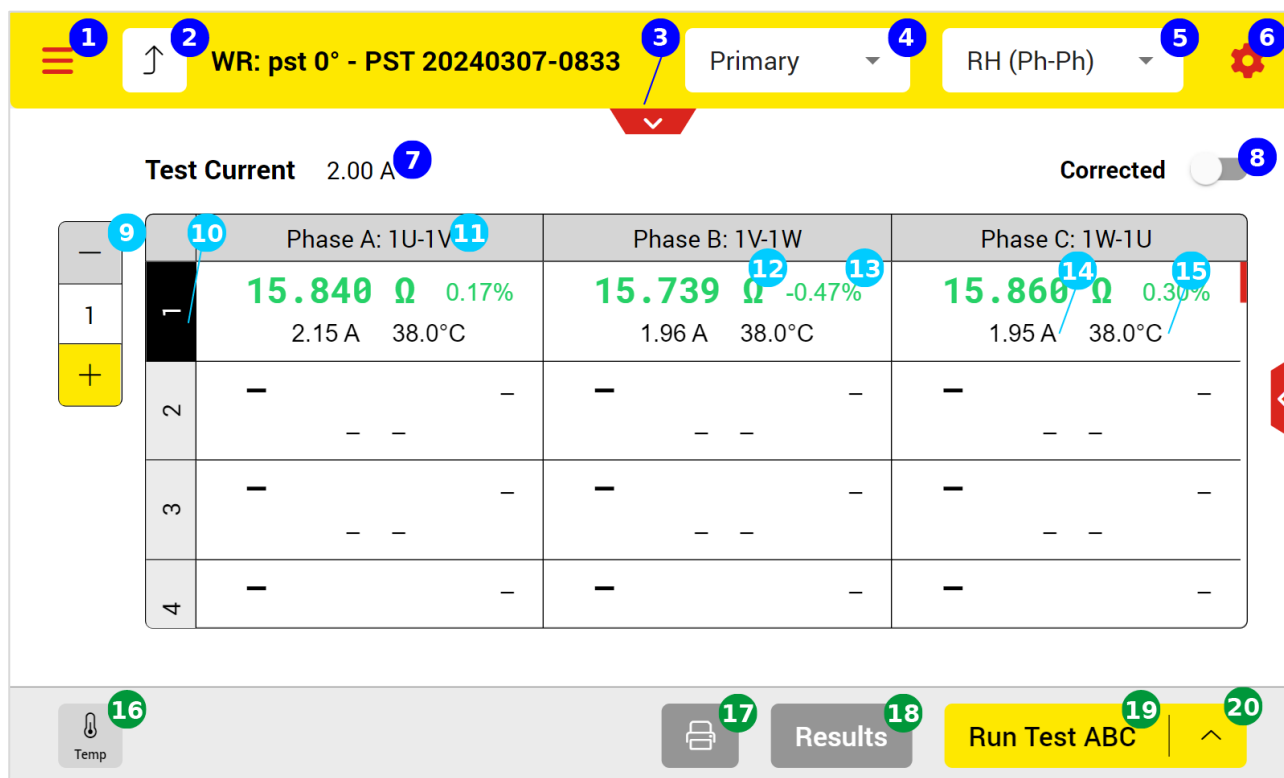 1 2 WR: pst 0° - PST 20240307-0833 3 Primary 4 RH (Ph-Ph) 5 6
Test Current 2.00 A 7 Corrected 8
9 10 Phase A: 1U-1V 11 Phase B: 1V-1W Phase C: 1W-1U
12 13 14 15
1 15.840 Ω 0.17% 15.739 Ω -0.47% 15.860 Ω 0.30%
1 2.15 A 38.0°C 1.96 A 38.0°C 1.95 A 38.0°C
+
2 – – – –  – – – –  – – – –
3 – – – –  – – – –  – – – –
4 – –  – –  – –
16 17 18 19 20
Temp Results Run Test ABC